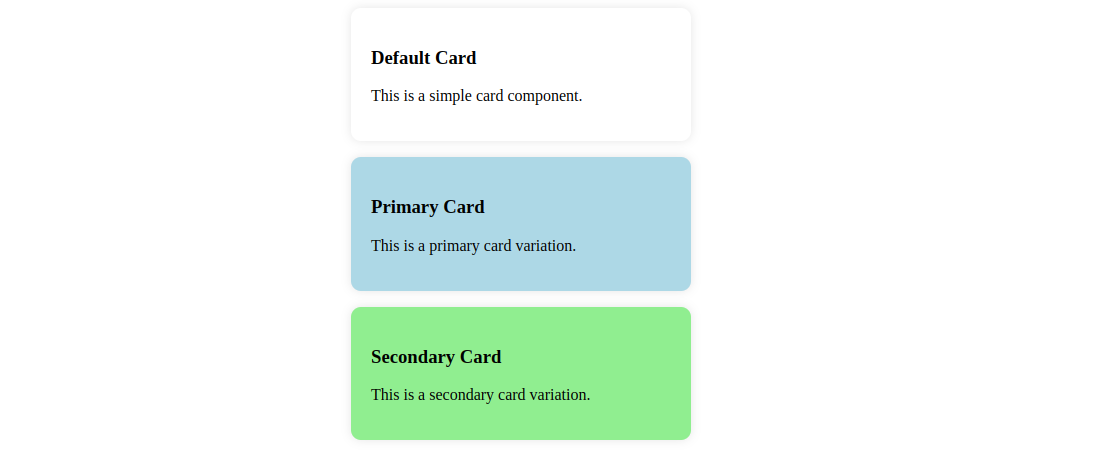 Default Card
This is a simple card component.
Primary Card
This is a primary card variation.
Secondary Card
This is a secondary card variation.